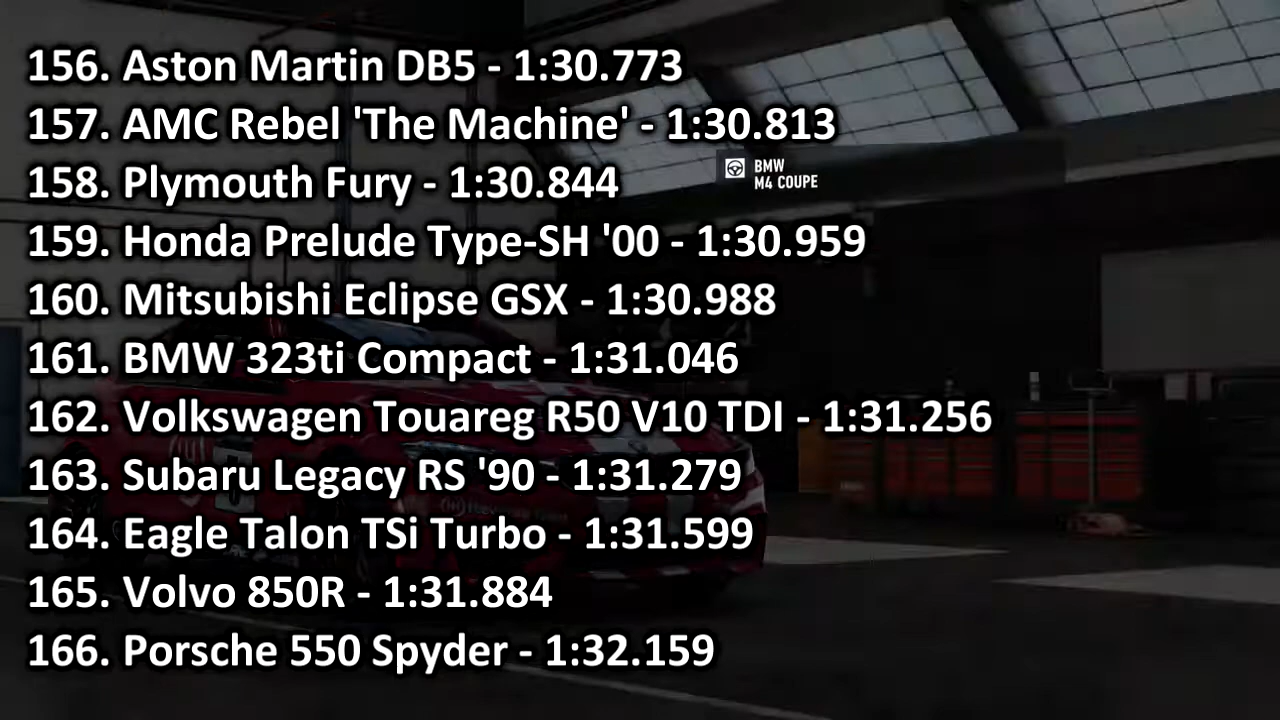 156. Aston Martin DB5 - 1:30.773
157. AMC Rebel 'The Machine' - 1:30.813
158. Plymouth Fury - 1:30.844
BMW
M4 COUPE
159. Honda Prelude Type-SH '00 - 1:30.959
160. Mitsubishi Eclipse GSX - 1:30.988
161. BMW 323ti Compact - 1:31.046
162. Volkswagen Touareg R50 V10 TDI - 1:31.256
163. Subaru Legacy RS '90 - 1:31.279
164. Eagle Talon TSi Turbo - 1:31.599
165. Volvo 850R - 1:31.884
166. Porsche 550 Spyder - 1:32.159